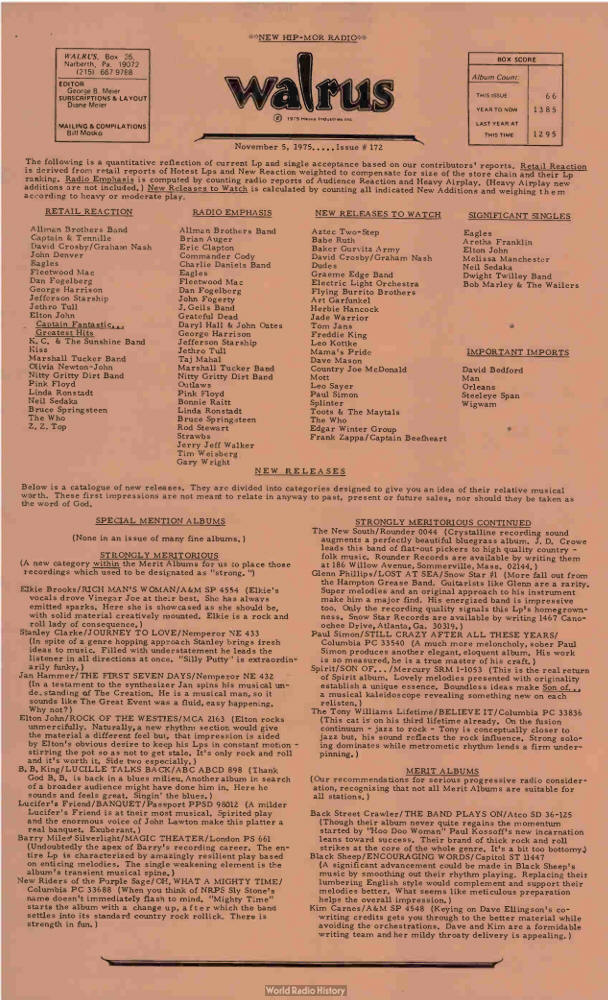 **NEW HIP-MOR RADIO**
WALRUS, Box 25,
Narberth, Pa. 19072
(215) 667 9788
EDITOR
George B. Meier
SUBSCRIPTIONS & LAYOUT
Diane Meier
MAILING & COMPILATIONS
Bill Mosko
walrus
© 1975 Hexxa Industries Inc.
BOX SCORE
Album Count:
THIS ISSUE 66
YEAR TO NOW 1385
LAST YEAR AT
THIS TIME 1295
November 5, 1975.....Issue #172
The following is a quantitative reflection of current Lp and single acceptance based on our contributors' reports. Retail Reaction
is derived from retail reports of Hotest Lps and New Reaction weighted to compensate for size of the store chain and their Lp
ranking. Radio Emphasis is computed by counting radio reports of Audience Reaction and Heavy Airplay. (Heavy Airplay new
additions are not included.) New Releases to Watch is calculated by counting all indicated New Additions and weighing them
according to heavy or moderate play.
RETAIL REACTION
Allman Brothers Band
Captain & Tennille
David Crosby/Graham Nash
John Denver
Eagles
Fleetwood Mac
Dan Fogelberg
George Harrison
Jefferson Starship
Jethro Tull
Elton John
Captain Fantastic...
Greatest Hits
K. C. & The Sunshine Band
Kiss
Marshall Tucker Band
Olivia Newton-John
Nitty Gritty Dirt Band
Pink Floyd
Linda Ronstadt
Neil Sedaka
Bruce Springsteen
The Who
Z. Z. Top
RADIO EMPHASIS
Allman Brothers Band
Brian Auger
Eric Clapton
Commander Cody
Charlie Daniels Band
Eagles
Fleetwood Mac
Dan Fogelberg
John Fogerty
J. Geils Band
Grateful Dead
Daryl Hall & John Oates
George Harrison
Jefferson Starship
Jethro Tull
Taj Mahal
Marshall Tucker Band
Nitty Gritty Dirt Band
Outlaws
Pink Floyd
Bonnie Raitt
Linda Ronstadt
Bruce Springsteen
Rod Stewart
Strawbs
Jerry Jeff Walker
Tim Weisberg
Gary Wright
NEW RELEASES TO WATCH
Aztec Two-Step
Babe Ruth
Baker Gurvitz Army
David Crosby/Graham Nash
Dudes
Graeme Edge Band
Electric Light Orchestra
Flying Burrito Brothers
Art Garfunkel
Herbie Hancock
Jade Warrior
Tom Jans
Freddie King
Leo Kottke
Mama's Pride
Dave Mason
Country Joe McDonald
Mott
Leo Sayer
Paul Simon
Splinter
Toots & The Maytals
The Who
Edgar Winter Group
Frank Zappa/Captain Beefheart
SIGNIFICANT SINGLES
Eagles
Aretha Franklin
Elton John
Melissa Manchester
Neil Sedaka
Dwight Twilley Band
Bob Marley & The Wailers
*
IMPORTANT IMPORTS
David Bedford
Man
Orleans
Steeleye Span
Wigwam
*
NEW RELEASES
Below is a catalogue of new releases. They are divided into categories designed to give you an idea of their relative musical
worth. These first impressions are not meant to relate in anyway to past, present or future sales, nor should they be taken as
the word of God.
SPECIAL MENTION ALBUMS
(None in an issue of many fine albums.)
STRONGLY MERITORIOUS
(A new category within the Merit Albums for us to place those
recordings which used to be designated as "strong.")
Elkie Brooks/RICH MAN'S WOMAN/A&M SP 4554 (Elkie's
vocals drove Vinegar Joe at their best. She has always
emitted sparks. Here she is showcased as she should be,
with solid material creatively mounted. Elkie is a rock and
roll lady of consequence.)
Stanley Clarke/JOURNEY TO LOVE/Nemperor NE 433
(In spite of a genre hopping approach Stanley brings fresh
ideas to music. Filled with understatement he leads the
listener in all directions at once. "Silly Putty" is extraordin-
arily funky.)
Jan Hammer/THE FIRST SEVEN DAYS/Nemperor NE 432
(In a testament to the synthesizer Jan spins his musical un-
derstanding of The Creation. He is a musical man, so it
sounds like The Great Event was a fluid, easy happening.
Why not?)
Elton John/ROCK OF THE WESTIES/MCA 2163 (Elton rocks
unmercifully. Naturally, a new rhythm section would give
the material a different feel but, that impression is aided
by Elton's obvious desire to keep his Lps in constant motion -
stirring the pot so as not to get stale. It's only rock and roll
and it's worth it, Side two especially.)
B. B. King/LUCILLE TALKS BACK/ABC ABCD 898 (Thank
God B. B. is back in a blues milieu. Another album in search
of a broader audience might have done him in. Here he
sounds and feels great. Singin' the blues.)
Lucifer's Friend/BANQUET/Passport PPSD 98012 (A milder
Lucifer's Friend is at their most musical. Spirited play
and the enormous voice of John Lawton make this platter a
real banquet. Exuberant.)
Barry Miles' Silverlight/MAGIC THEATER/London PS 661
(Undoubtedly the apex of Barry's recording career. The en-
tire Lp is characterized by amazingly resilient play based
on enticing melodies. The single weakening element is the
album's transient musical spine.)
New Riders of the Purple Sage/OH, WHAT A MIGHTY TIME/
Columbia PC 33688 (When you think of NRPS Sly Stone's
name doesn't immediately flash to mind. "Mighty Time"
starts the album with a change up, after which the band
settles into its standard country rock rollick. There is
strength in fun.)
STRONGLY MERITORIOUS CONTINUED
The New South/Rounder 0044 (Crystalline recording sound
augments a perfectly beautiful bluegrass album. J. D. Crowe
leads this band of flat-out pickers to high quality country -
folk music. Rounder Records are available by writing them
at 186 Willow Avenue, Sommerville, Mass. 02144.)
Glenn Phillips/LOST AT SEA/Snow Star #1 (More fall out from
the Hampton Grease Band. Guitarists like Glenn are a rarity.
Super melodies and an original approach to his instrument
make him a major find. His energized band is impressive
too. Only the recording quality signals this Lp's homegrown-
ness. Snow Star Records are available by writing 1467 Cano-
ochee Drive, Atlanta, Ga. 30319.)
Paul Simon/STILL CRAZY AFTER ALL THESE YEARS/
Columbia PC 33540 (A much more melancholy, sober Paul
Simon produces another elegant, eloquent album. His work
is so measured, he is a true master of his craft.)
Spirit/SON OF.../Mercury SRM 1-1053 (This is the real return
of Spirit album. Lovely melodies presented with originality
establish a unique essence. Boundless ideas make Son of...
a musical kaleidoscope revealing something new on each
relisten.)
The Tony Williams Lifetime/BELIEVE IT/Columbia PC 33836
(This cat is on his third lifetime already. On the fusion
continuum - jazz to rock - Tony is conceptually closer to
jazz but, his sound reflects the rock influence. Strong solo-
ing dominates while metrometric rhythm lends a firm under-
pinning.)
MERIT ALBUMS
(Our recommendations for serious progressive radio consider-
ation, recognising that not all Merit Albums are suitable for
all stations.)
Back Street Crawler/THE BAND PLAYS ON/Atco SD 36-125
(Though their album never quite regains the momentum
started by "Hoo Doo Woman" Paul Kossoff's new incarnation
leans toward success. Their brand of thick rock and roll
strikes at the core of the whole genre. It's a bit too bottomy.)
Black Sheep/ENCOURAGING WORDS/Capitol ST 11447
(A significant advancement could be made in Black Sheep's
music by smoothing out their rhythm playing. Replacing their
lumbering English style would complement and support their
melodies better. What seems like meticulous preparation
helps the overall impression.)
Kim Carnes/A&M SP 4548 (Keying on Dave Ellingson's co-
writing credits gets you through to the better material while
avoiding the orchestrations. Dave and Kim are a formidable
writing team and her mildly throaty delivery is appealing.)
World Radio History